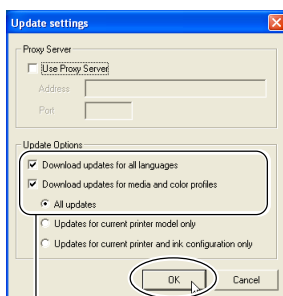 Update settings
Proxy Server
Use Proxy Server
Address
Port
Update Options
Download updates for all languages
Download updates for media and color profiles
All updates
Updates for current printer model only
Updates for current printer and ink configuration only
OK
Cancel